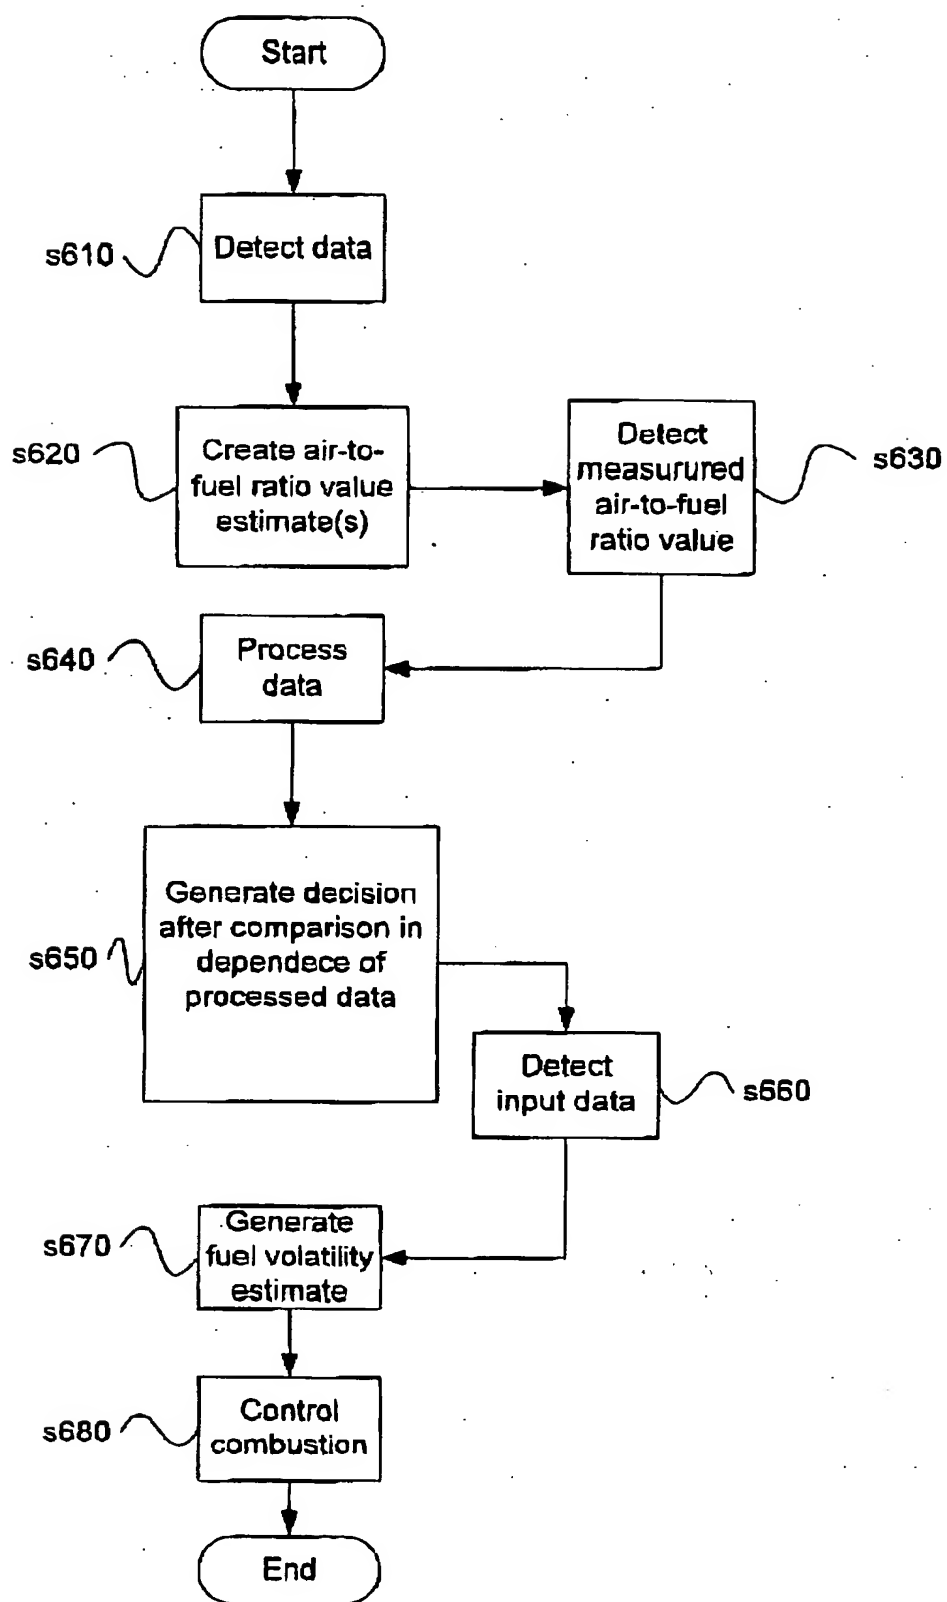 Start
s610
Detect data
s620
Create air-to-
fuel ratio value
estimate(s)
Detect
measurured
air-to-fuel
ratio value
s630
s640
Process
data
s650
Generate decision
after comparison in
dependece of
processed data
Detect
input data
s660
s670
Generate
fuel volatility
estimate
s680
Control
combustion
End